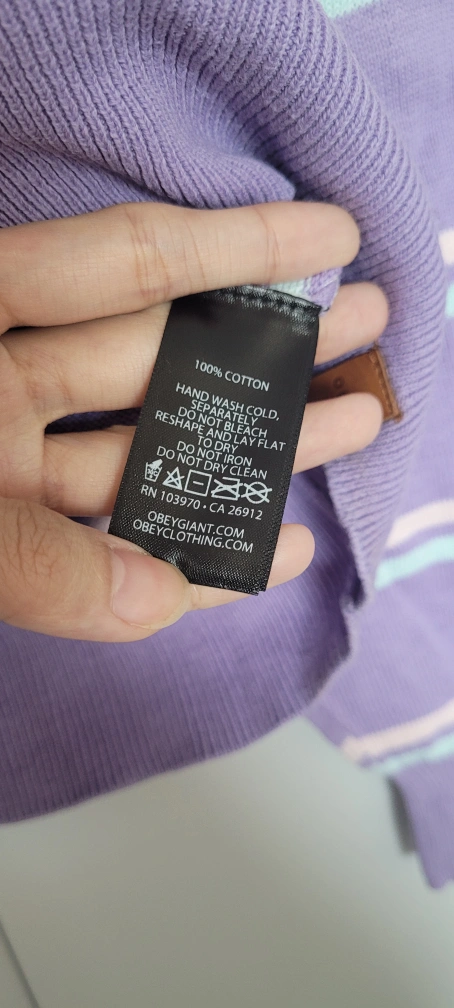 100% COTTON
HAND WASH COLD,
SEPARATELY
DO NOT BLEACH
RESHAPE AND LAY FLAT
TO DRY
DO NOT IRON
DO NOT DRY CLEAN
RN 103970 • CA 26912
OBEYGIANT.COM
OBEYCLOTHING.COM